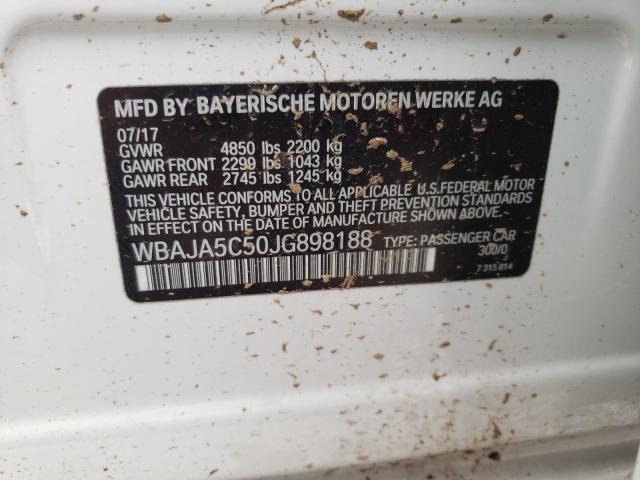 MFD BY BAYERISCHE MOTOREN WERKE AG
07/17
GVWR 4850 lbs 2200 kg
GAWR FRONT 2299 lbs 1043 kg
GAWR REAR 2745 lbs 1245 kg
THIS VEHICLE CONFORMS TO ALL APPLICABLE U.S.FEDERAL MOTOR
VEHICLE SAFETY, BUMPER, AND THEFT PREVENTION STANDARDS
IN EFFECT ON THE DATE OF MANUFACTURE SHOWN ABOVE.
WBAJA5C50JG898188 TYPE: PASSENGER CAR
300/0
J
7 315 814